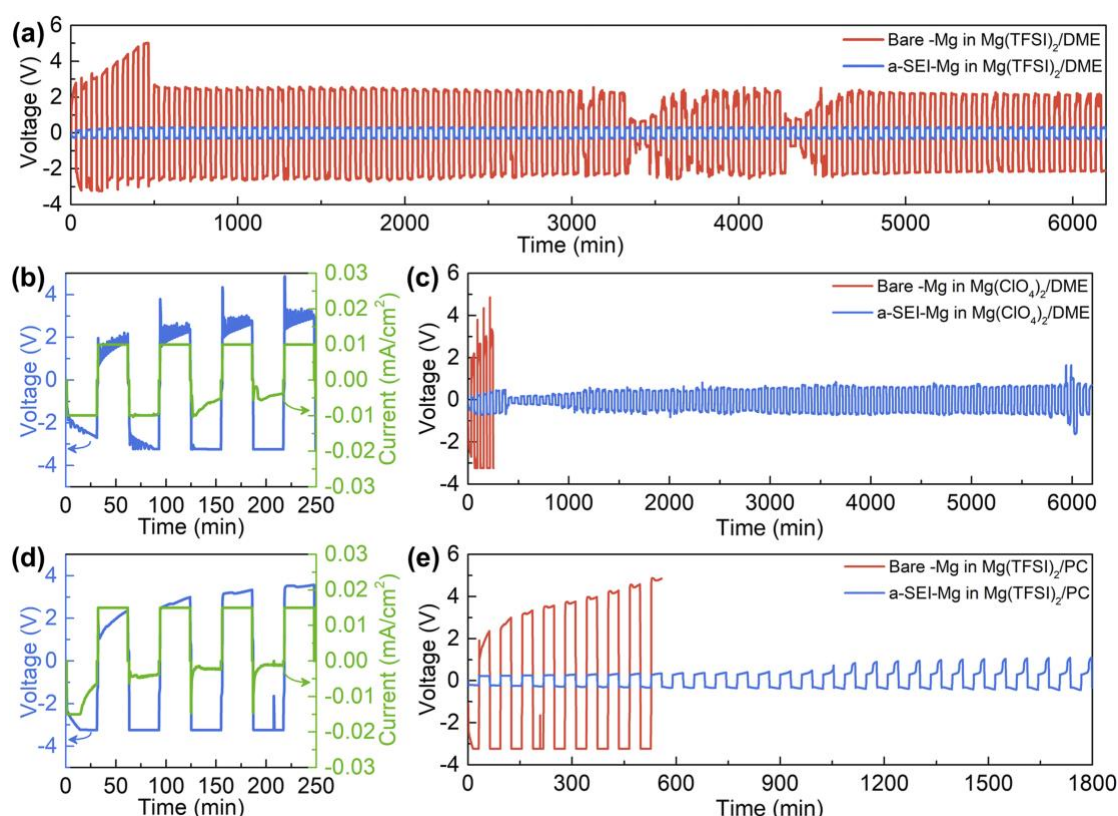 (a)
Voltage (V)
6
4
2
0
-2
-4
Bare -Mg in Mg(TFSI)2/DME
a-SEI-Mg in Mg(TFSI)2/DME
0 1000 2000 3000 4000 5000 6000
Time (min)
(b)
Voltage (V)
4
2
0
-2
-4
0.03
0.02
0.01
0.00
-0.01
-0.02
-0.03
Current (mA/cm²)
0 50 100 150 200 250
Time (min)
(c)
Voltage (V)
6
4
2
0
-2
-4
Bare -Mg in Mg(ClO4)2/DME
a-SEI-Mg in Mg(ClO4)2/DME
0 1000 2000 3000 4000 5000 6000
Time (min)
(d)
Voltage (V)
4
2
0
-2
-4
0.03
0.02
0.01
0.00
-0.01
-0.02
-0.03
Current (mA/cm²)
0 50 100 150 200 250
Time (min)
(e)
Voltage (V)
6
4
2
0
-2
-4
Bare -Mg in Mg(TFSI)2/PC
a-SEI-Mg in Mg(TFSI)2/PC
0 300 600 900 1200 1500 1800
Time (min)